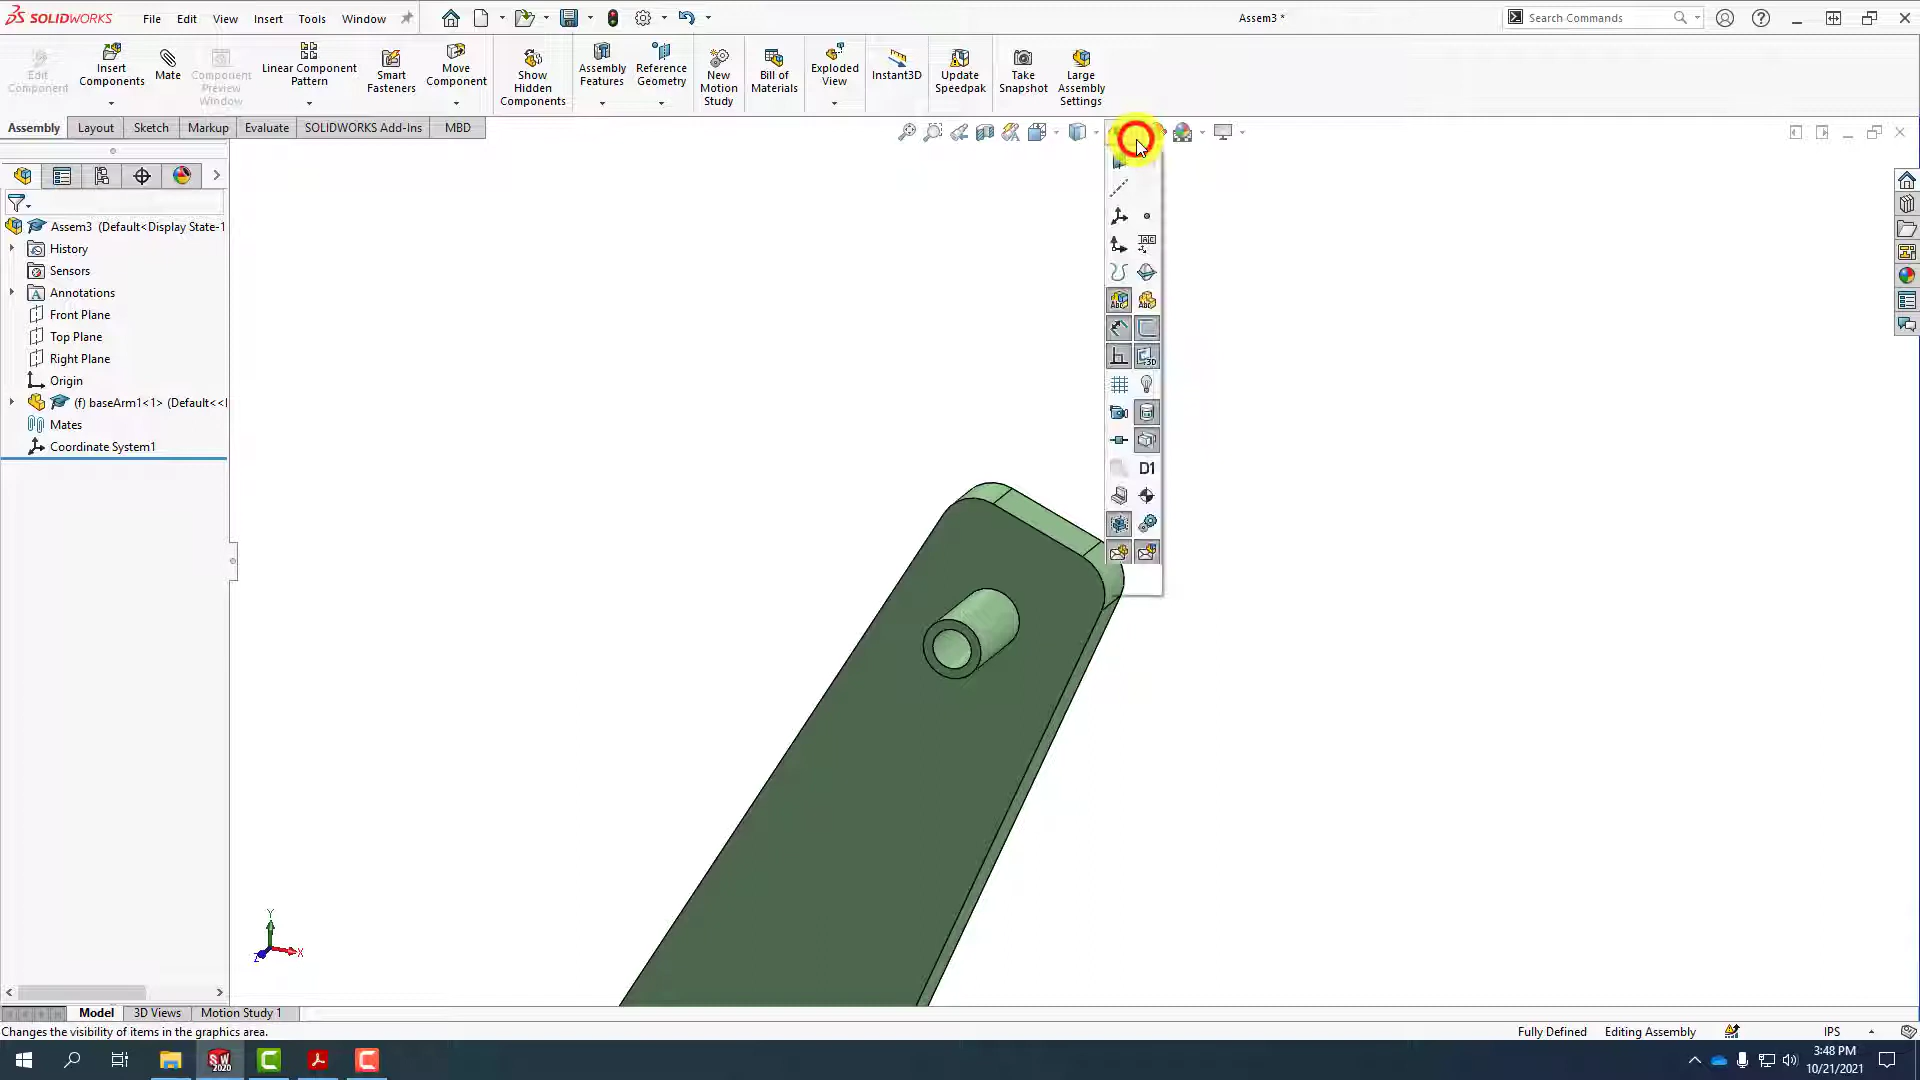 SOLIDWORKS
File Edit View Insert Tools Window
Assem3 *
Search Commands
Edit Component
Insert Components
Mate
Component Preview Window
Linear Component Pattern
Smart Fasteners
Move Component
Show Hidden Components
Assembly Features
Reference Geometry
New Motion Study
Bill of Materials
Exploded View
Instant3D
Update Speedpak
Take Snapshot
Large Assembly Settings
Assembly Layout Sketch Markup Evaluate SOLIDWORKS Add-Ins MBD
Assem3 (Default<Display State-1
History
Sensors
Annotations
Front Plane
Top Plane
Right Plane
Origin
(f) baseArm1<1> (Default<<
Mates
Coordinate System1
D1
Y
X
Z
Model 3D Views Motion Study 1
Changes the visibility of items in the graphics area.
Fully Defined Editing Assembly IPS
SW 2020
3:48 PM
10/21/2021